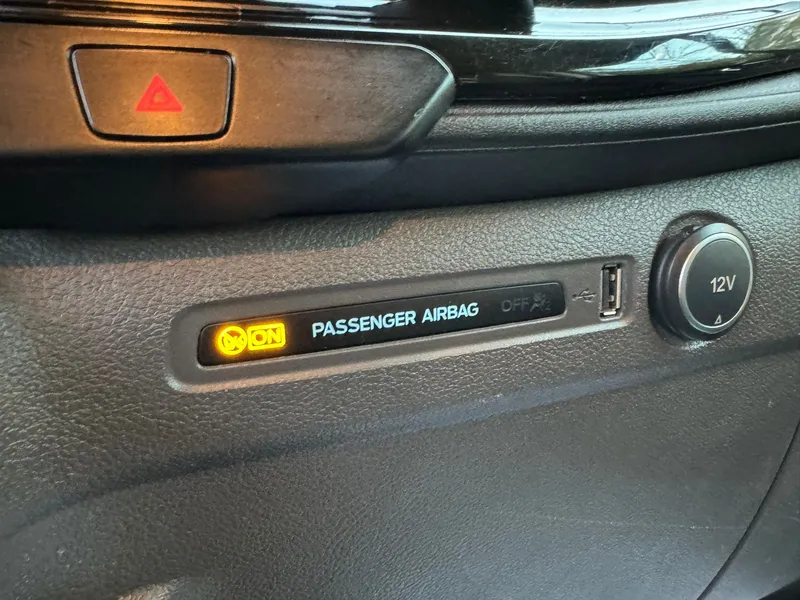 ON PASSENGER AIRBAG OFF
12V